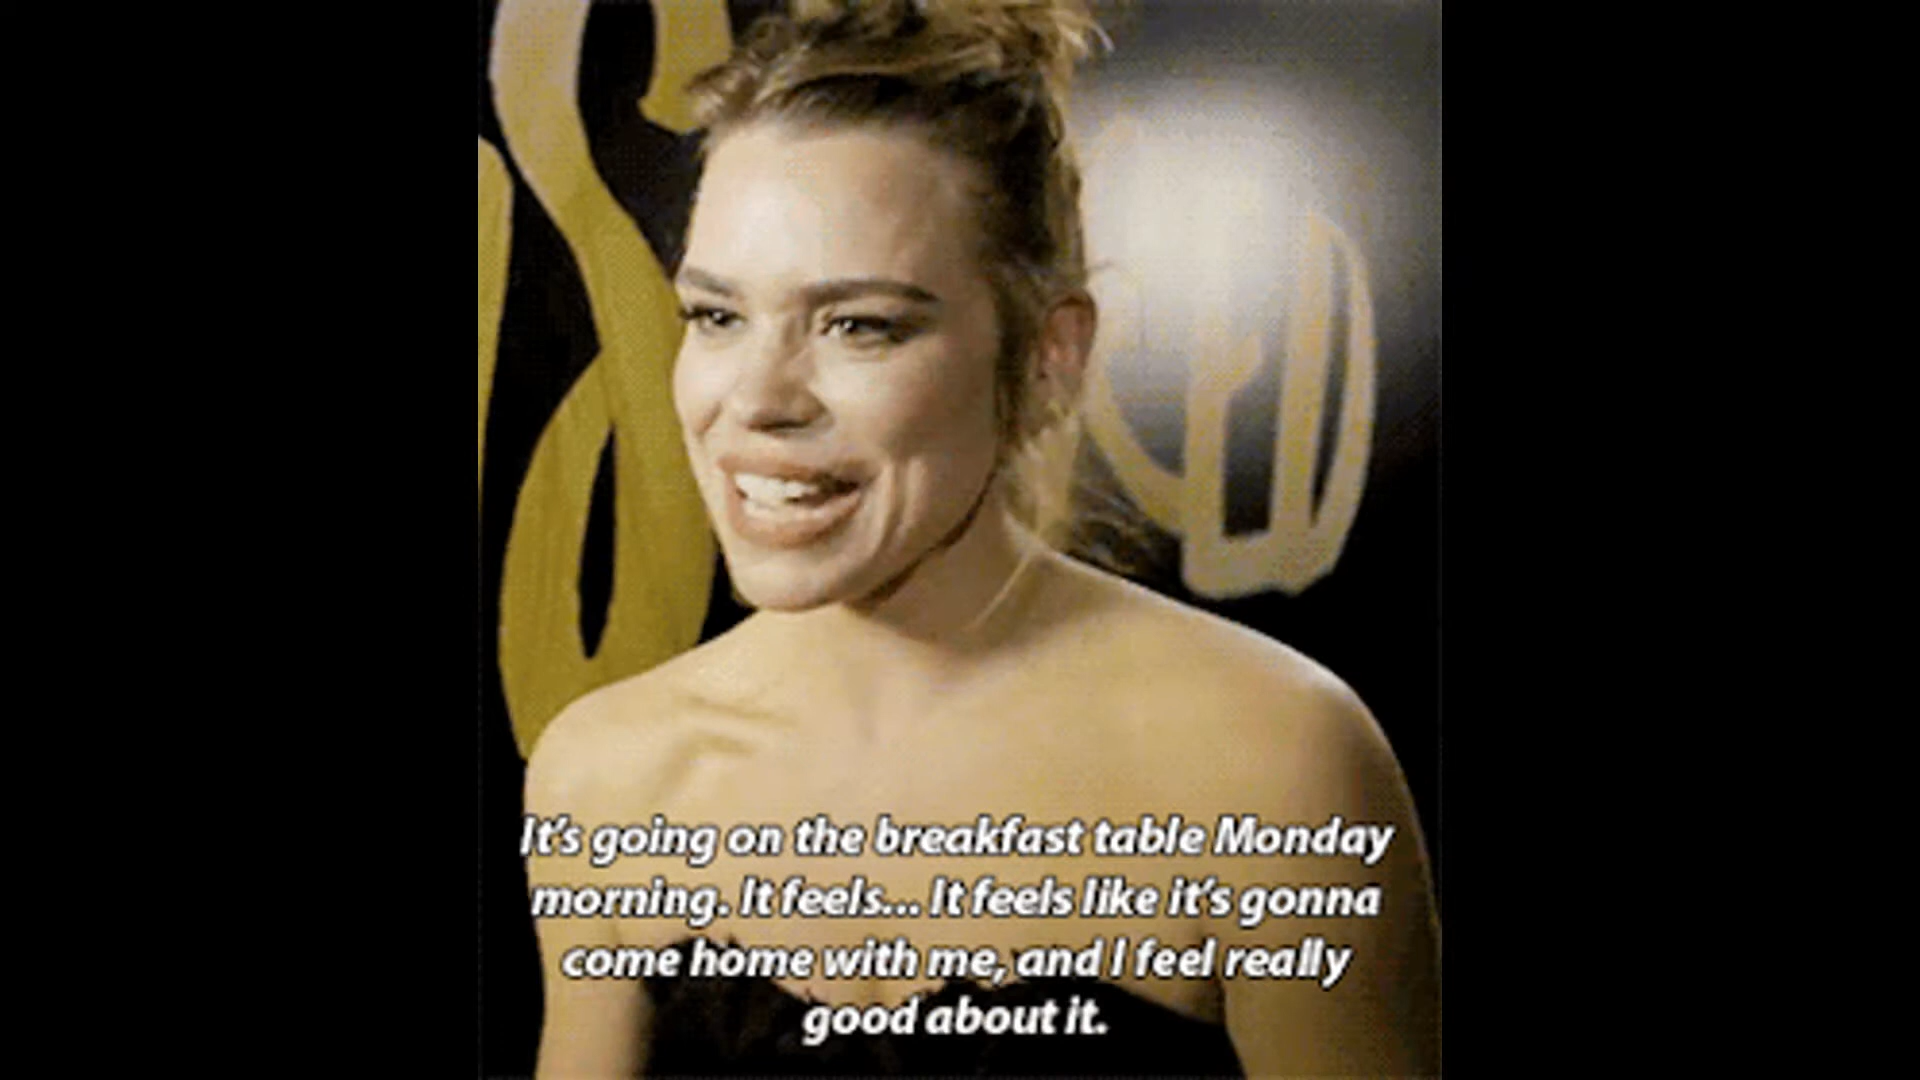 It's going on the breakfast table Monday
morning. It feels... It feels like it's gonna
come home with me, and I feel really
good about it.